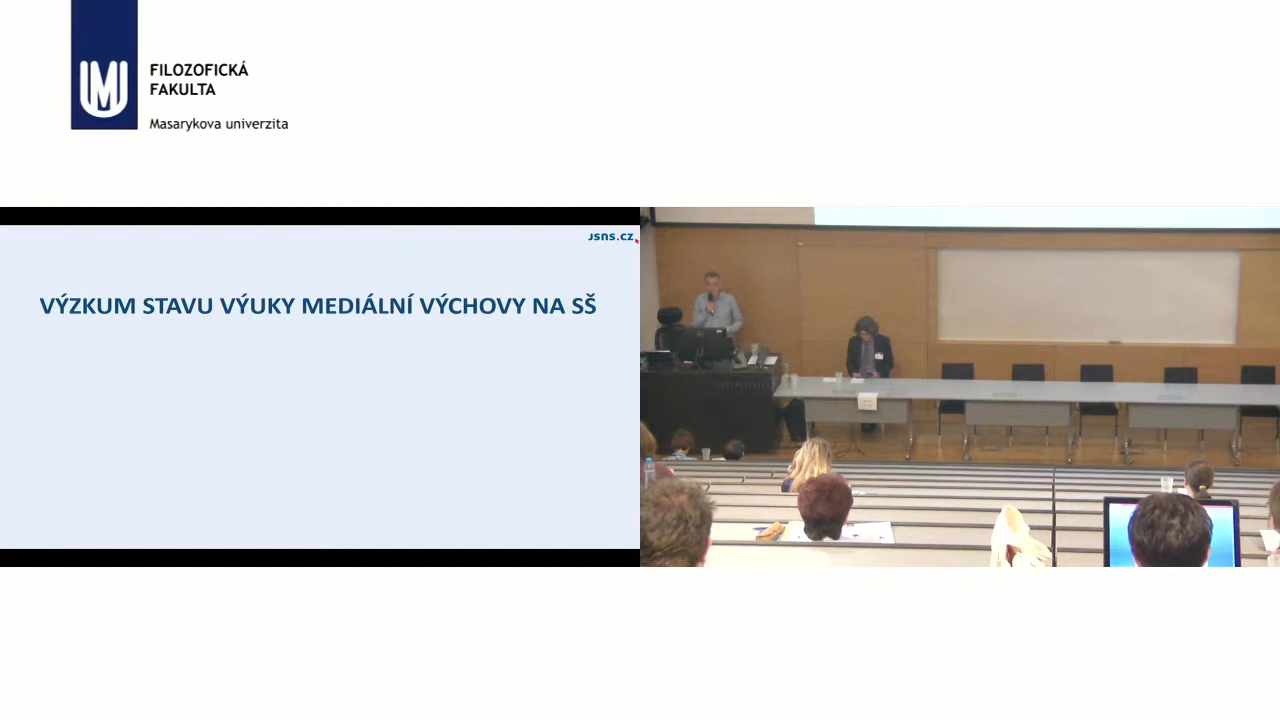 FILOZOFICKÁ
FAKULTA
Masarykova univerzita
JSNS.CZ
VÝZKUM STAVU VÝUKY MEDIÁLNÍ VÝCHOVY NA SŠ